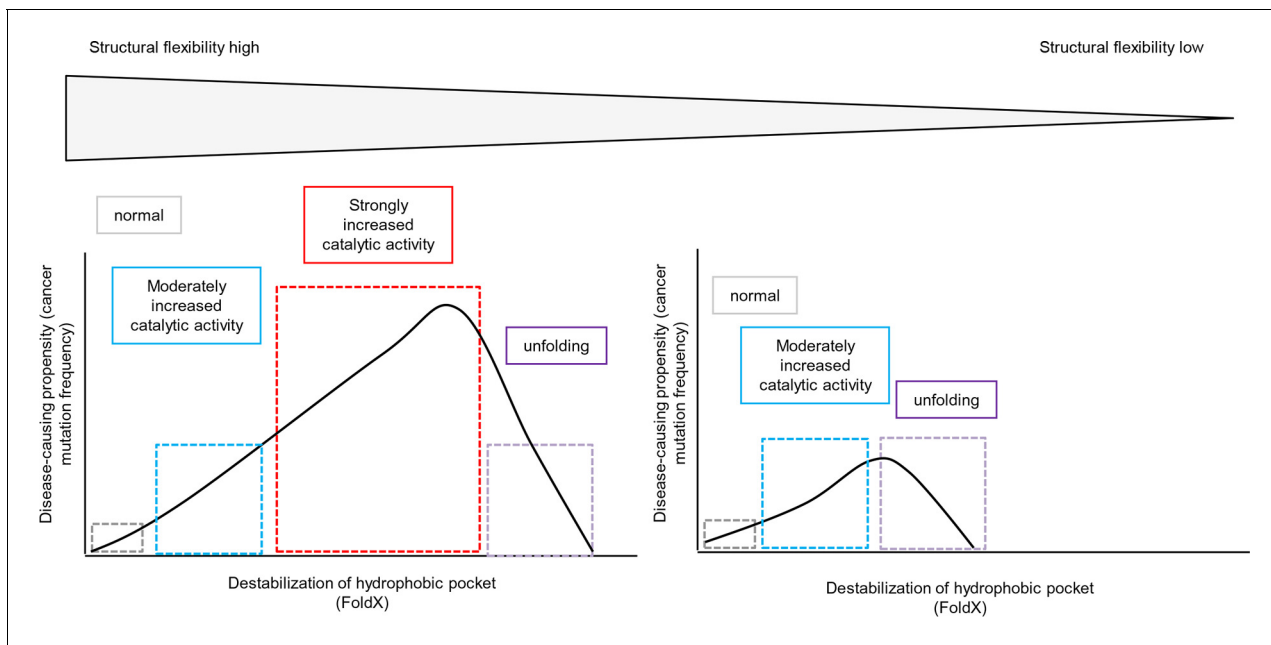 Structural flexibility high
Structural flexibility low
normal
Strongly
increased
catalytic activity
Moderately
increased
catalytic activity
unfolding
Disease-causing propensity (cancer
mutation frequency)
Destabilization of hydrophobic pocket
(FoldX)
normal
Moderately
increased
catalytic activity
unfolding
Disease-causing propensity (cancer
mutation frequency)
Destabilization of hydrophobic pocket
(FoldX)